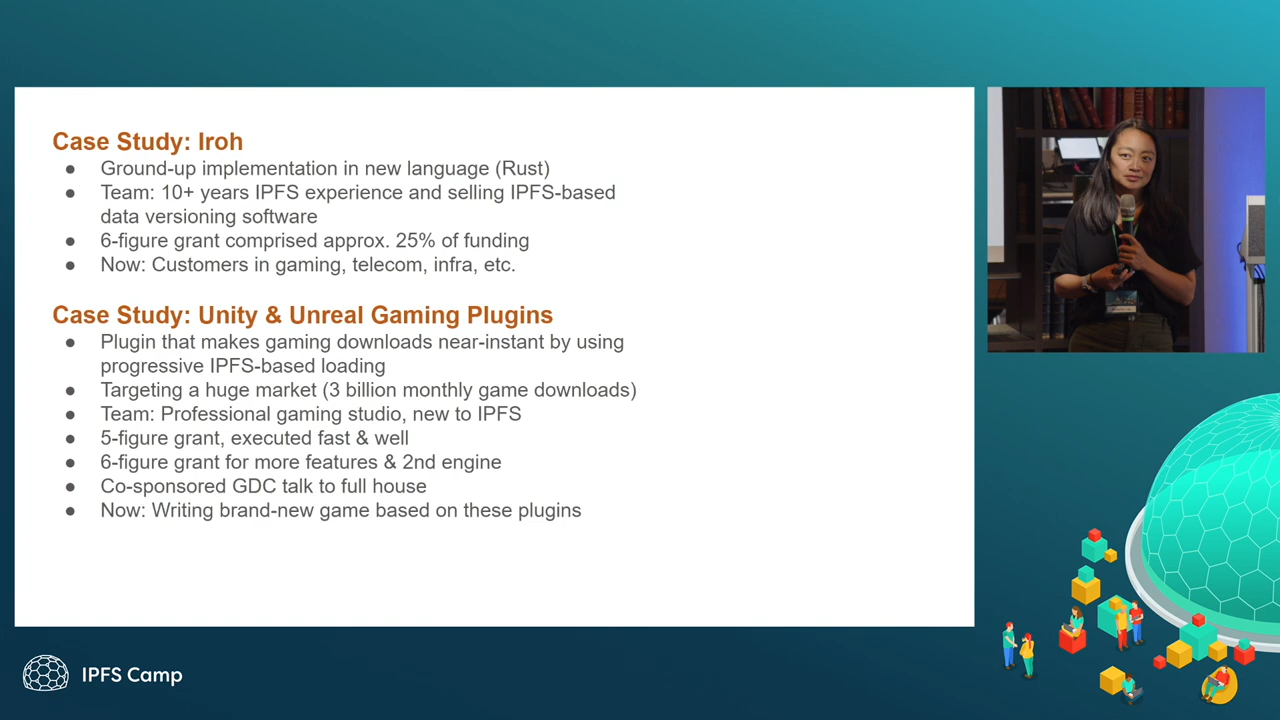 Case Study: Iroh
● Ground-up implementation in new language (Rust)
● Team: 10+ years IPFS experience and selling IPFS-based
data versioning software
● 6-figure grant comprised approx. 25% of funding
● Now: Customers in gaming, telecom, infra, etc.
Case Study: Unity & Unreal Gaming Plugins
● Plugin that makes gaming downloads near-instant by using
progressive IPFS-based loading
● Targeting a huge market (3 billion monthly game downloads)
● Team: Professional gaming studio, new to IPFS
● 5-figure grant, executed fast & well
● 6-figure grant for more features & 2nd engine
● Co-sponsored GDC talk to full house
● Now: Writing brand-new game based on these plugins
IPFS Camp